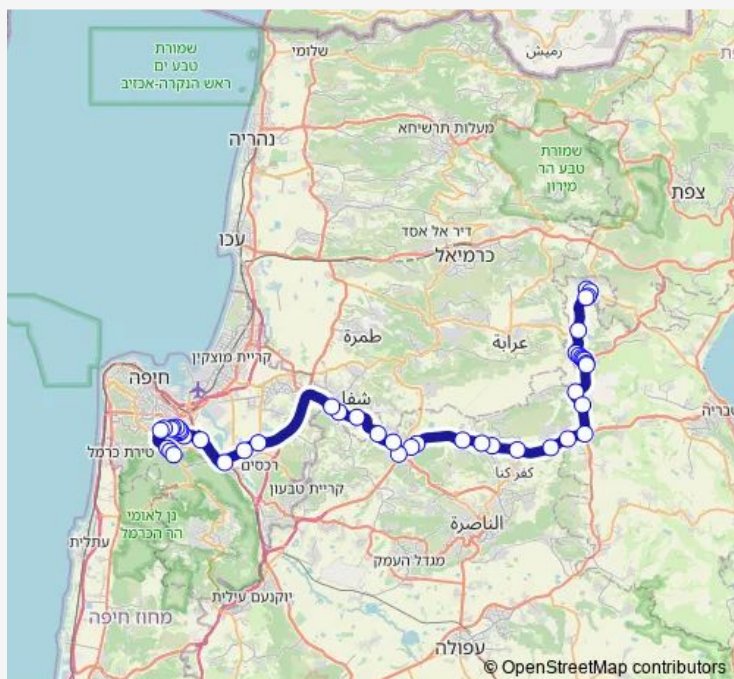 שמורת
טבע ים
ראש הנקרה-אכזיב
שלומי
רמיש
נהריה
מעלות תרשיחא
שמורת
טבע הר
מירון
צפת
עכו
דיר אל אסד
כרמיאל
קריית מוצקין
טמרה
עראבה
חיפה
שפא
טבריה
טירת כרמל
רכסים
כפר כנא
קריית טבעון
גן לאומי
הר הכרמל
הנצרת
עתלית
מגדל העמק
יוקנעם עילית
מחוז חיפה
עפולה
© OpenStreetMap contributors